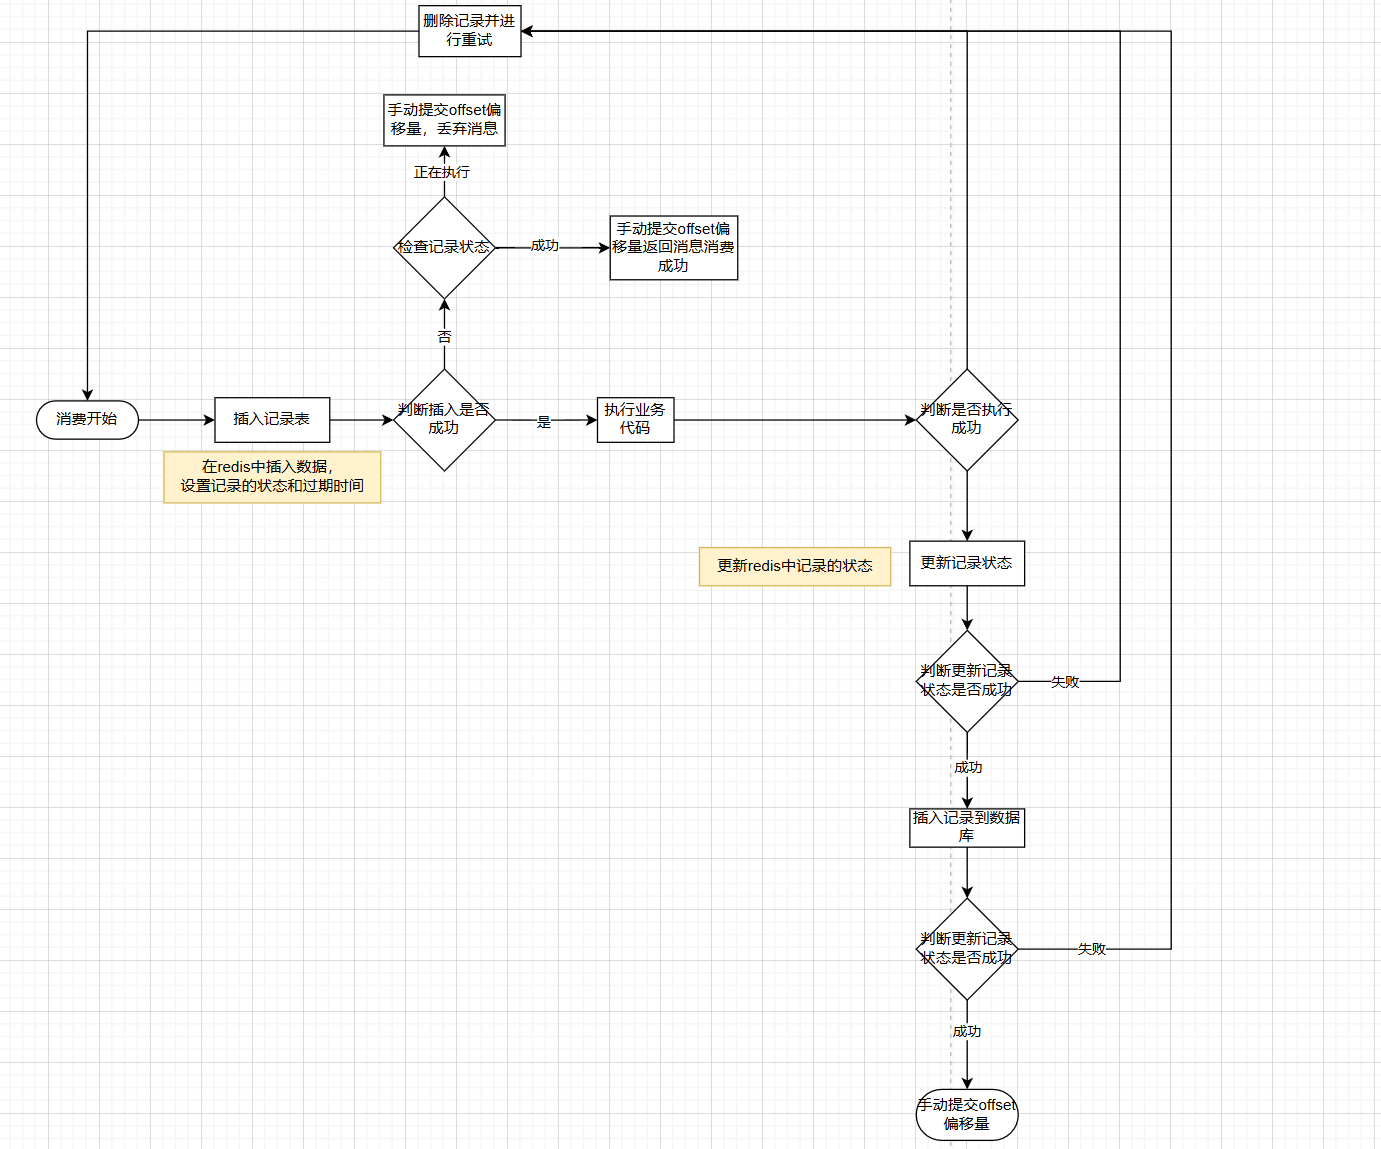 删除记录并进
行重试
手动提交offset偏
移量，丢弃消息
正在执行
检查记录状态
成功
手动提交offset偏
移量返回消息消费
成功
否
消费开始
插入记录表
判断插入是否
成功
是
执行业务
代码
判断是否执行
成功
在redis中插入数据，
设置记录的状态和过期时间
更新redis中记录的状态
更新记录状态
判断更新记录
状态是否成功
失败
成功
插入记录到数据
库
判断更新记录
状态是否成功
失败
成功
手动提交offset
偏移量